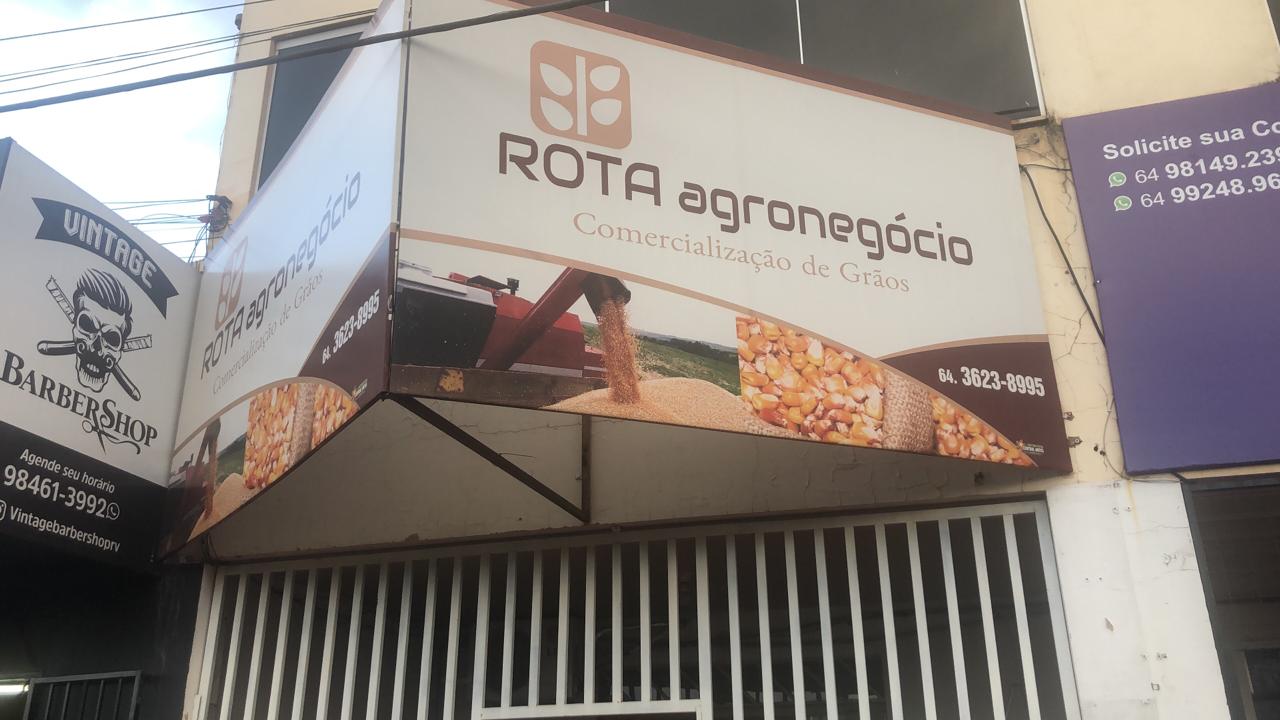 VINTAGE
BARBERSHOP
Agende seu horário
98461-3992
Vintagebarbershoprv
ROTA agronegócio
Comercialização de Grãos
64. 3623-8995
ROTA agronegócio
Comercialização de Grãos
64. 3623-8995
Solicite sua
64 98149.239
64 99248.96